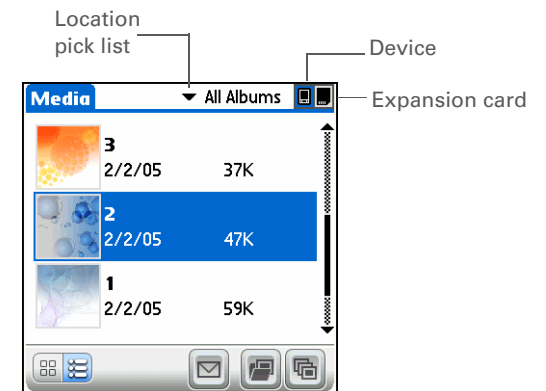 Location
pick list
Device
Media
All Albums
Expansion card
3
2/2/05 37K
2
2/2/05 47K
1
2/2/05 59K